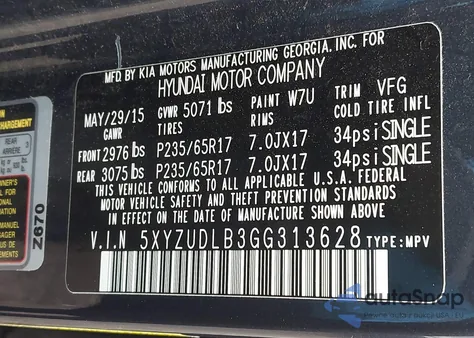 MFD. BY KIA MOTORS MANUFACTURING GEORGIA, INC. FOR
HYUNDAI MOTOR COMPANY
MAY/29/15 GVWR 5071 lbs PAINT W7U TRIM VFG
GAWR TIRES RIMS COLD TIRE INFL
FRONT 2976 lbs P235/65R17 7.0JX17 34psi SINGLE
REAR 3075 lbs P235/65R17 7.0JX17 34psi SINGLE
THIS VEHICLE CONFORMS TO ALL APPLICABLE U.S.A. FEDERAL
MOTOR VEHICLE SAFETY AND THEFT PREVENTION STANDARDS
IN EFFECT ON THE DATE OF MANUFACTURE SHOWN ABOVE
V.I.N 5XYZUDLB3GG313628 TYPE:MPV
REAR
ARRIERE
Z670
autoSnap